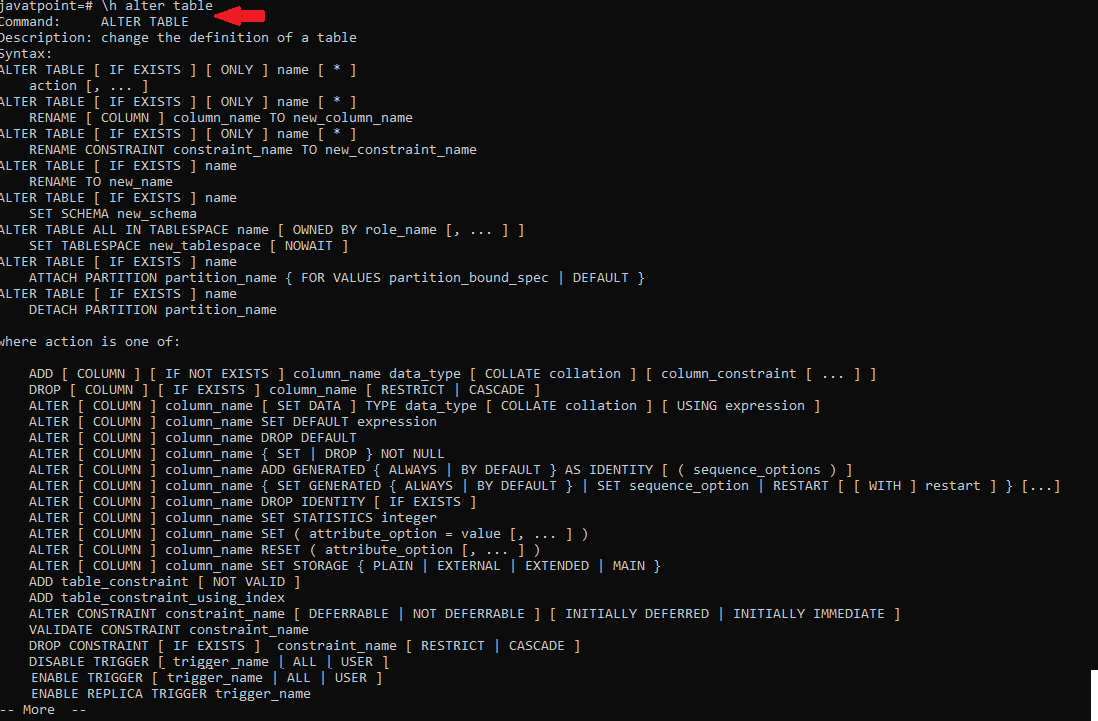 javatpoint=# \h alter table
Command:     ALTER TABLE
Description: change the definition of a table
Syntax:
ALTER TABLE [ IF EXISTS ] [ ONLY ] name [ * ]
    action [, ... ]
ALTER TABLE [ IF EXISTS ] [ ONLY ] name [ * ]
    RENAME [ COLUMN ] column_name TO new_column_name
ALTER TABLE [ IF EXISTS ] [ ONLY ] name [ * ]
    RENAME CONSTRAINT constraint_name TO new_constraint_name
ALTER TABLE [ IF EXISTS ] name
    RENAME TO new_name
ALTER TABLE [ IF EXISTS ] name
    SET SCHEMA new_schema
ALTER TABLE ALL IN TABLESPACE name [ OWNED BY role_name [, ... ] ]
    SET TABLESPACE new_tablespace [ NOWAIT ]
ALTER TABLE [ IF EXISTS ] name
    ATTACH PARTITION partition_name { FOR VALUES partition_bound_spec | DEFAULT }
ALTER TABLE [ IF EXISTS ] name
    DETACH PARTITION partition_name

where action is one of:

    ADD [ COLUMN ] [ IF NOT EXISTS ] column_name data_type [ COLLATE collation ] [ column_constraint [ ... ] ]
    DROP [ COLUMN ] [ IF EXISTS ] column_name [ RESTRICT | CASCADE ]
    ALTER [ COLUMN ] column_name [ SET DATA ] TYPE data_type [ COLLATE collation ] [ USING expression ]
    ALTER [ COLUMN ] column_name SET DEFAULT expression
    ALTER [ COLUMN ] column_name DROP DEFAULT
    ALTER [ COLUMN ] column_name { SET | DROP } NOT NULL
    ALTER [ COLUMN ] column_name ADD GENERATED { ALWAYS | BY DEFAULT } AS IDENTITY [ ( sequence_options ) ]
    ALTER [ COLUMN ] column_name { SET GENERATED { ALWAYS | BY DEFAULT } | SET sequence_option | RESTART [ [ WITH ] restart ] } [...]
    ALTER [ COLUMN ] column_name DROP IDENTITY [ IF EXISTS ]
    ALTER [ COLUMN ] column_name SET STATISTICS integer
    ALTER [ COLUMN ] column_name SET ( attribute_option = value [, ... ] )
    ALTER [ COLUMN ] column_name RESET ( attribute_option [, ... ] )
    ALTER [ COLUMN ] column_name SET STORAGE { PLAIN | EXTERNAL | EXTENDED | MAIN }
    ADD table_constraint [ NOT VALID ]
    ADD table_constraint_using_index
    ALTER CONSTRAINT constraint_name [ DEFERRABLE | NOT DEFERRABLE ] [ INITIALLY DEFERRED | INITIALLY IMMEDIATE ]
    VALIDATE CONSTRAINT constraint_name
    DROP CONSTRAINT [ IF EXISTS ]  constraint_name [ RESTRICT | CASCADE ]
    DISABLE TRIGGER [ trigger_name | ALL | USER ]
    ENABLE TRIGGER [ trigger_name | ALL | USER ]
    ENABLE REPLICA TRIGGER trigger_name
-- More  --